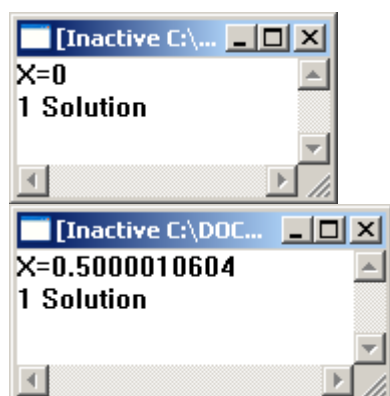 [Inactive C:\...
X=0
1 Solution
[Inactive C:\DOC...
X=0.5000010604
1 Solution